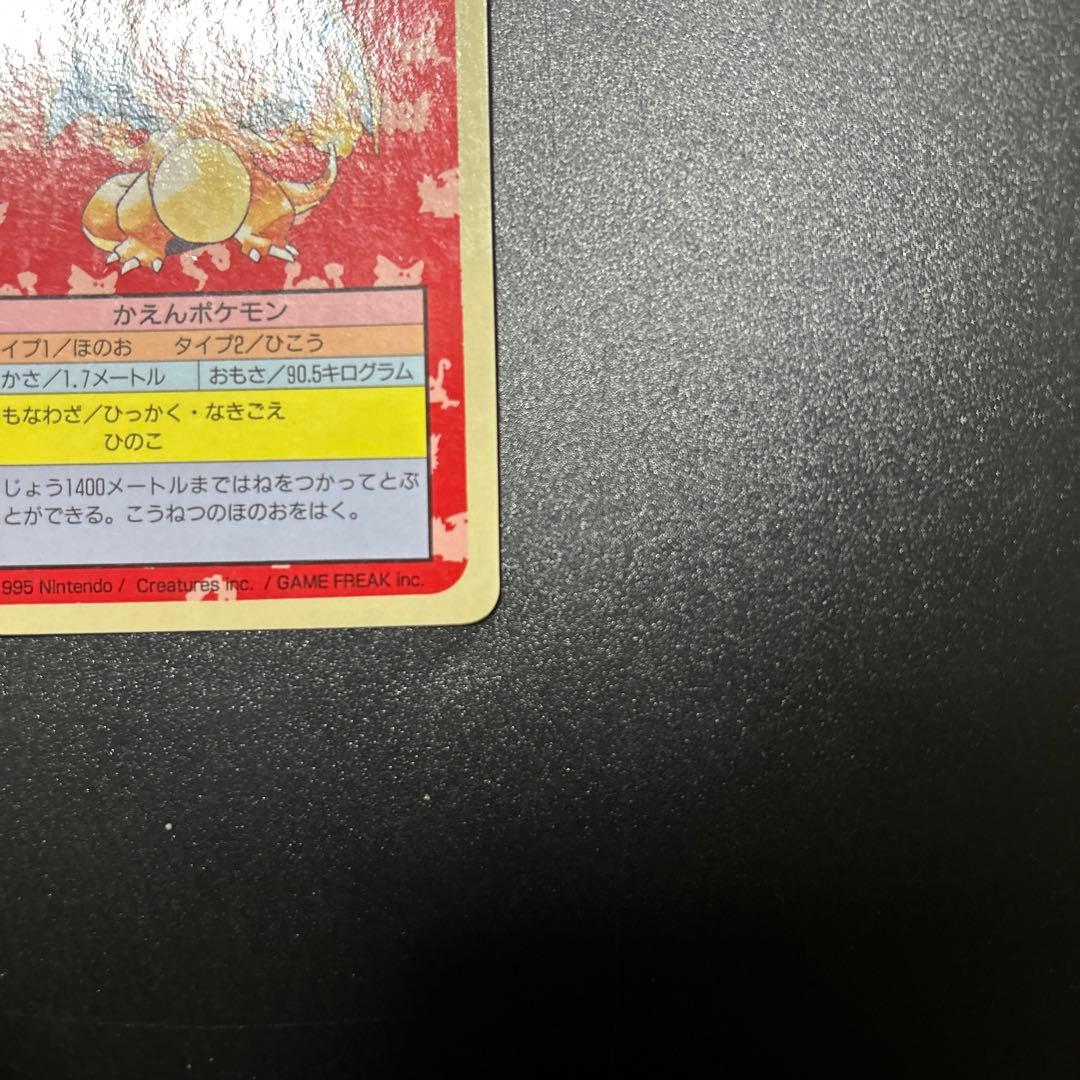 かえんポケモン
イプ1/ほのお　タイプ2/ひこう
かさ/1.7メートル　おもさ/90.5キログラム
もなわざ/ひっかく・なきごえ
ひのこ
じょう1400メートルまではねをつかってとぶ
とができる。こうねつのほのおをはく。
995 Nintendo / Creatures inc. / GAME FREAK inc.